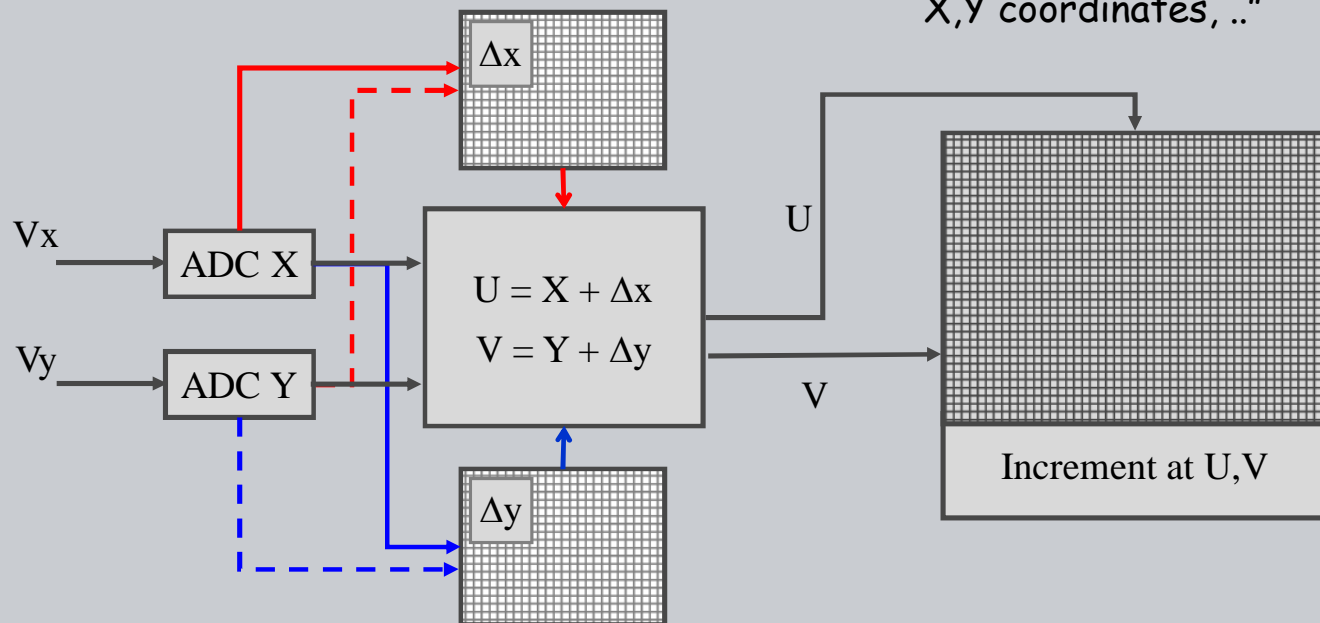 X,Y coordinates, .."
Δx
U
Vx
ADC X
U = X + Δx
V = Y + Δy
Vy
ADC Y
V
Increment at U,V
Δy